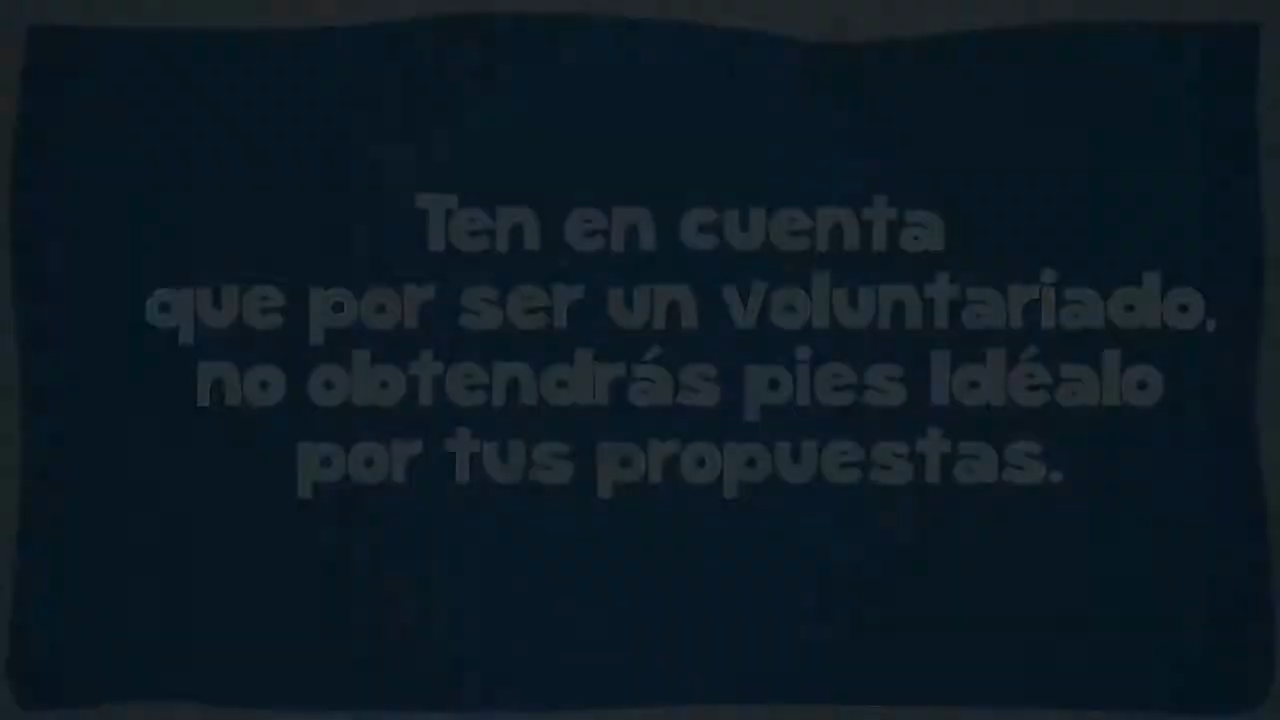 Ten en cuenta
que por ser un voluntariado,
no obtendrás pies Idéalo
por tus propuestas.